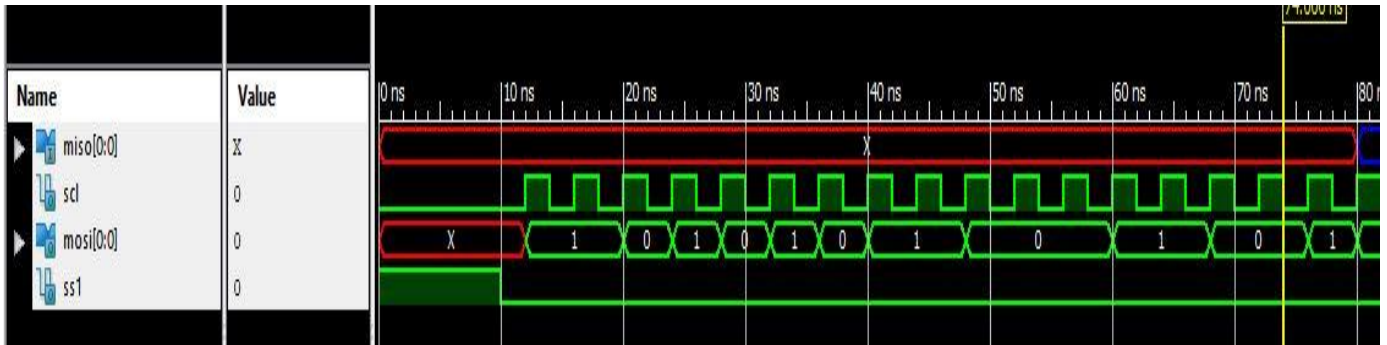 74.000 ns
Name Value 0 ns 10 ns 20 ns 30 ns 40 ns 50 ns 60 ns 70 ns 80 n
miso[0:0] X X
scl 0
mosi[0:0] 0 X 1 0 1 0 1 0 1 0 1 0 1
ss1 0